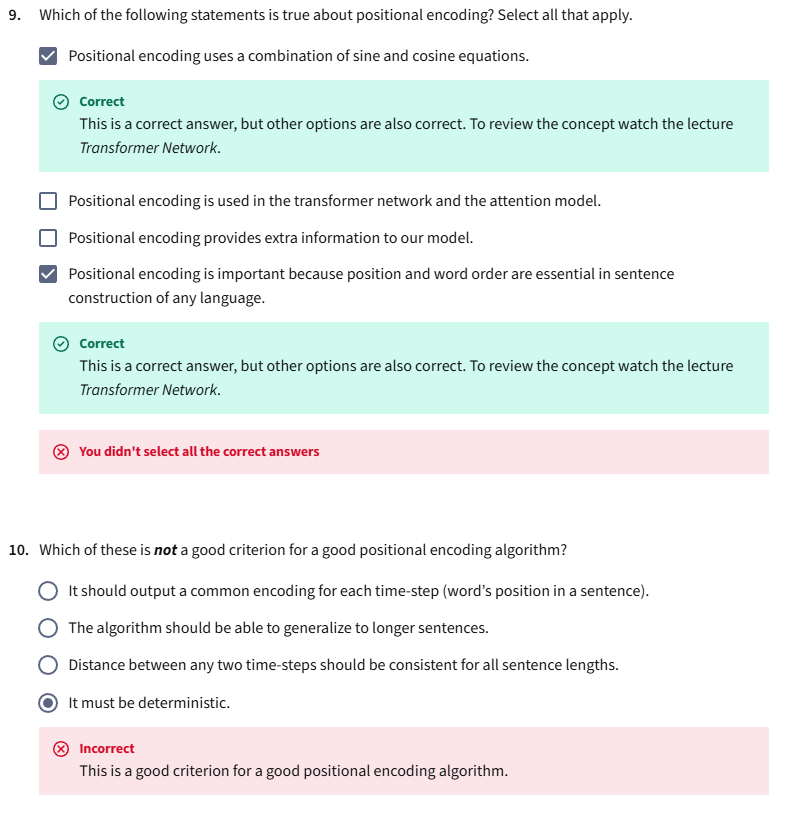 9. Which of the following statements is true about positional encoding? Select all that apply.
Positional encoding uses a combination of sine and cosine equations.
Correct
This is a correct answer, but other options are also correct. To review the concept watch the lecture
Transformer Network.
Positional encoding is used in the transformer network and the attention model.
Positional encoding provides extra information to our model.
Positional encoding is important because position and word order are essential in sentence
construction of any language.
Correct
This is a correct answer, but other options are also correct. To review the concept watch the lecture
Transformer Network.
You didn't select all the correct answers
10. Which of these is not a good criterion for a good positional encoding algorithm?
It should output a common encoding for each time-step (word's position in a sentence).
The algorithm should be able to generalize to longer sentences.
Distance between any two time-steps should be consistent for all sentence lengths.
It must be deterministic.
Incorrect
This is a good criterion for a good positional encoding algorithm.